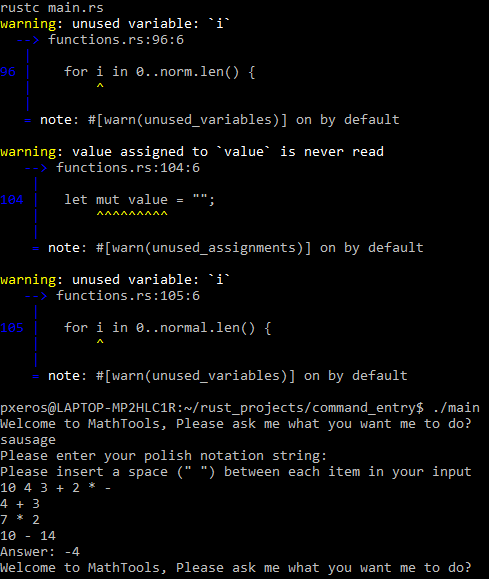 rustc main.rs
warning: unused variable: `i`
--> functions.rs:96:6
|
96 | for i in 0..norm.len() {
| ^
|
= note: #[warn(unused_variables)] on by default
warning: value assigned to `value` is never read
--> functions.rs:104:6
|
104 | let mut value = "";
| ^^^^^^^^^
|
= note: #[warn(unused_assignments)] on by default
warning: unused variable: `i`
--> functions.rs:105:6
|
105 | for i in 0..normal.len() {
| ^
|
= note: #[warn(unused_variables)] on by default
pxeros@LAPTOP-MP2HLC1R:~/rust_projects/command_entry$ ./main
Welcome to MathTools, Please ask me what you want me to do?
sausage
Please enter your polish notation string:
Please insert a space (" ") between each item in your input
10 4 3 + 2 * -
4 + 3
7 * 2
10 - 14
Answer: -4
Welcome to MathTools, Please ask me what you want me to do?